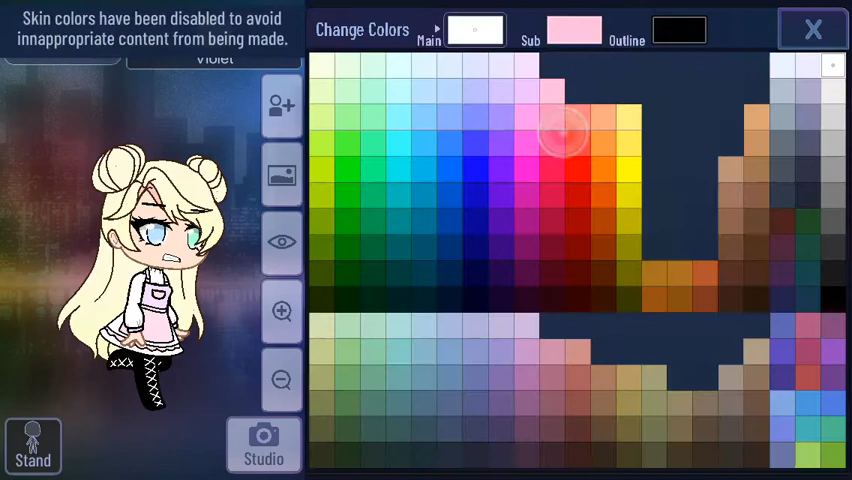 Skin colors have been disabled to avoid
innappropriate content from being made.
Violet
Change Colors
Main
Sub
Outline
X
Stand
Studio